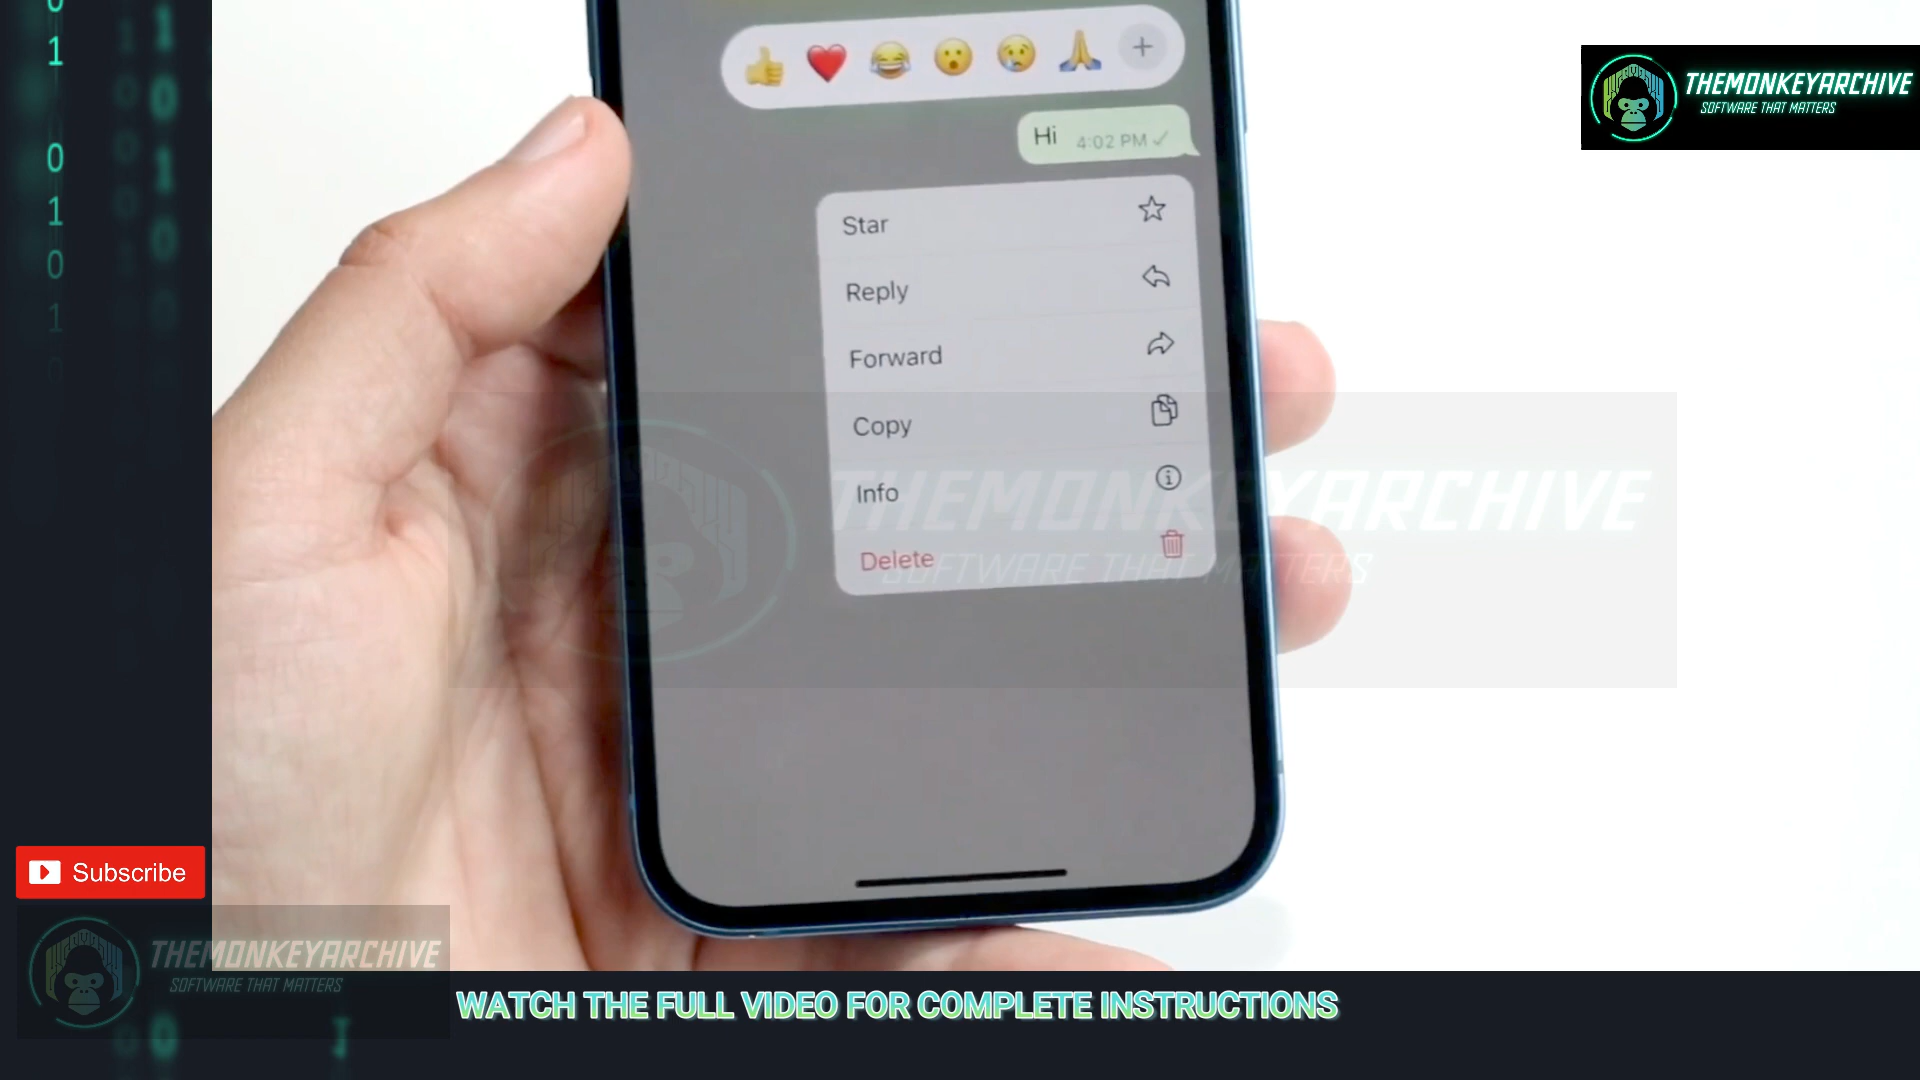 THEMONKEYARCHIVE
SOFTWARE THAT MATTERS
Hi 4:02 PM
Star
Reply
Forward
Copy
Info
Delete
THEMONKEYARCHIVE
SOFTWARE THAT MATTERS
Subscribe
THEMONKEYARCHIVE
SOFTWARE THAT MATTERS
WATCH THE FULL VIDEO FOR COMPLETE INSTRUCTIONS